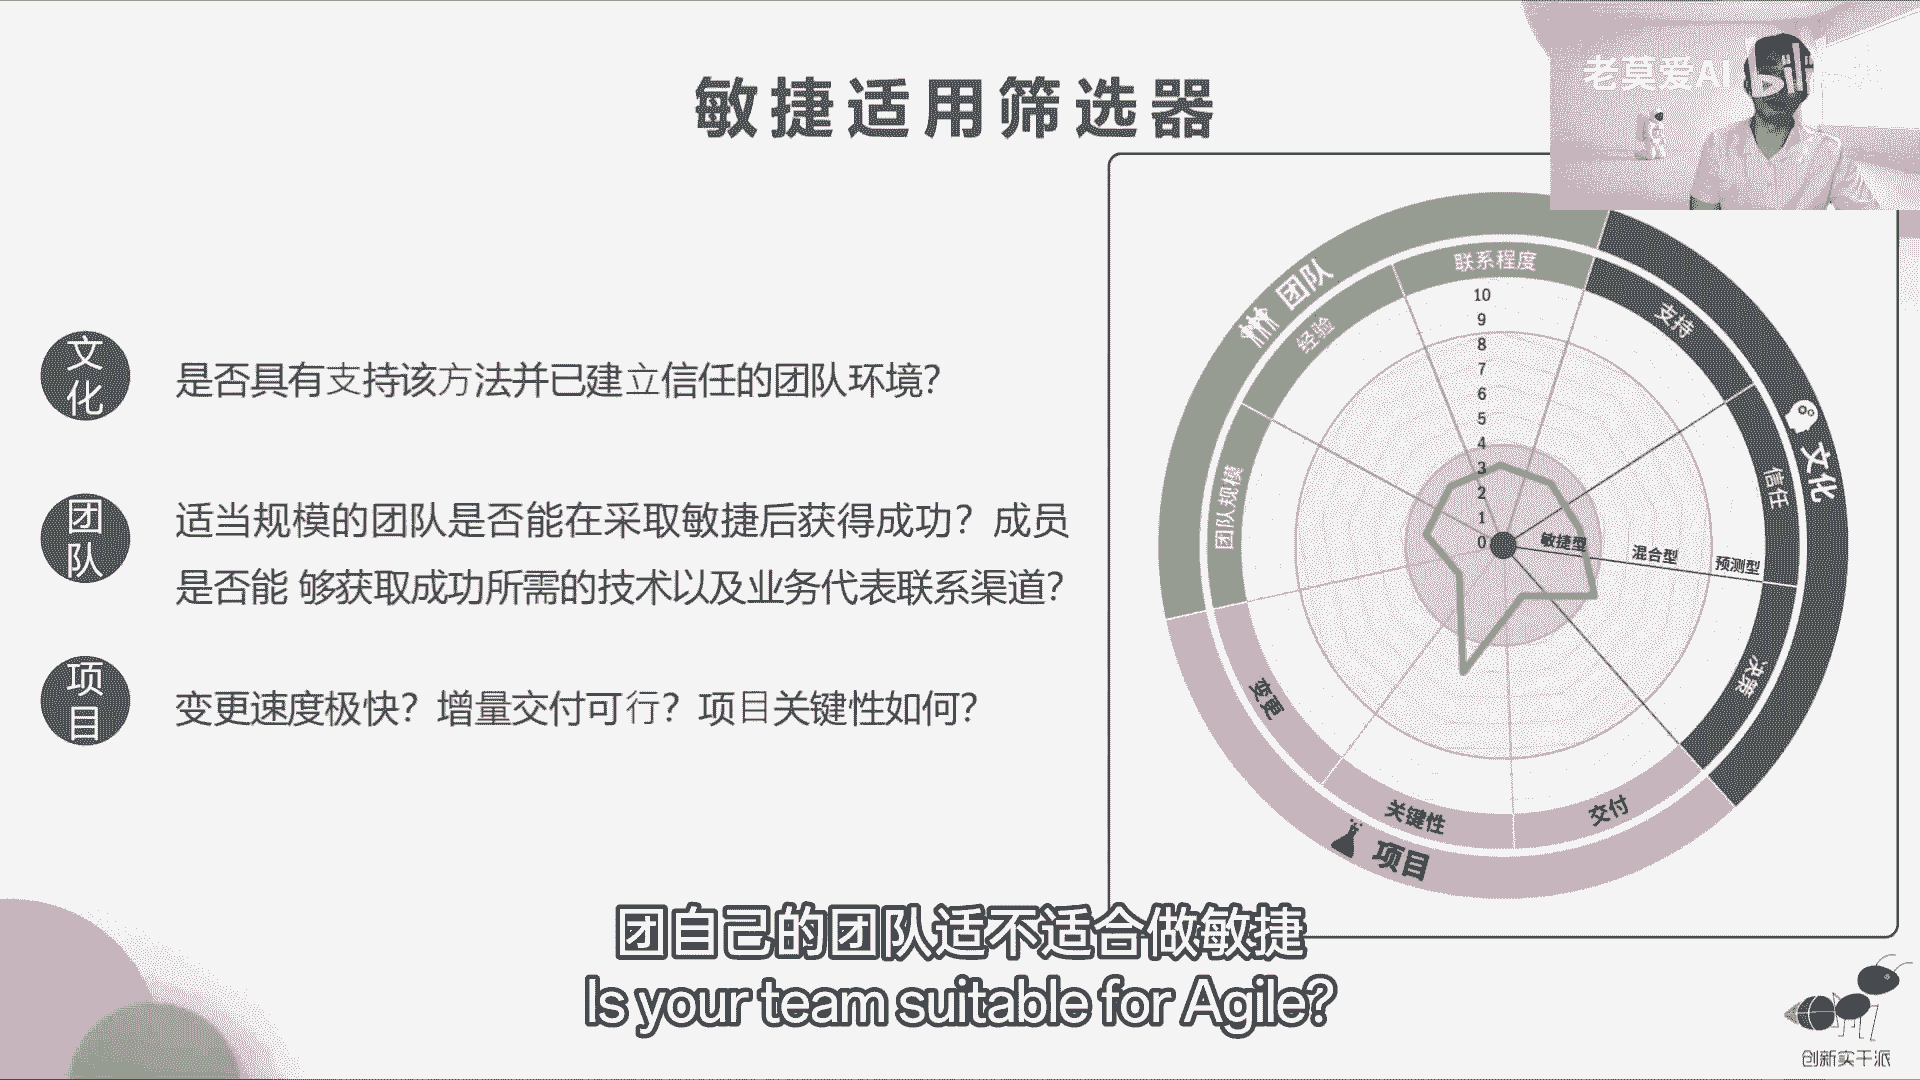 敏捷适用筛选器
老莫爱AI
bili
文化
是否具有支持该方法并已建立信任的团队环境?
团队
适当规模的团队是否能在采取敏捷后获得成功?成员
是否能 够获取成功所需的技术以及业务代表联系渠道?
项目
变更速度极快?增量交付可行?项目关键性如何?
团队
联系程度
经验
团队规模
文化
支持
信任
决策
项目
变更
关键性
交付
10
9
8
7
6
5
4
3
2
1
0
敏捷型
混合型
预测型
团自己的团队适不适合做敏捷
Is your team suitable for Agile?
创新实干派